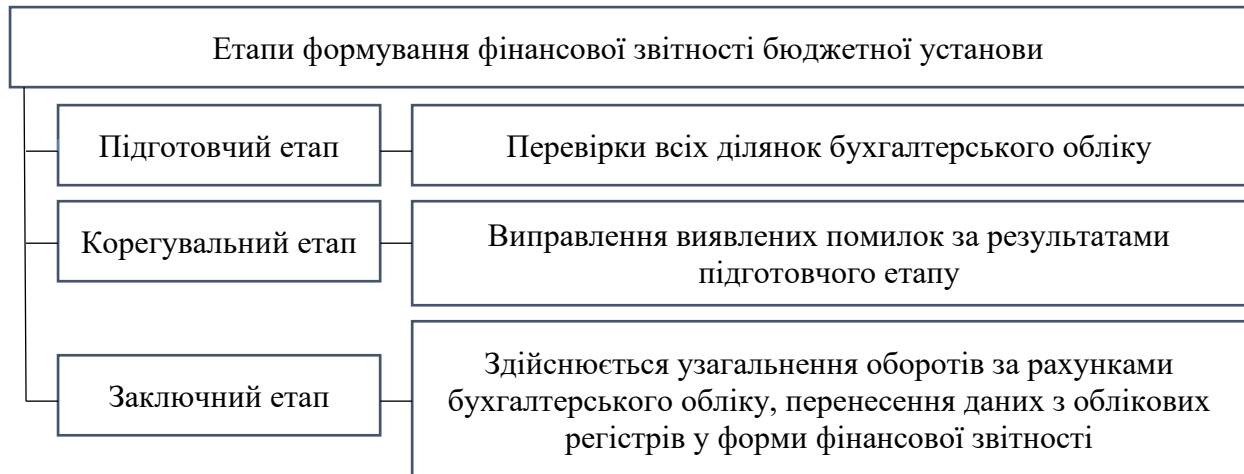 Етапи формування фінансової звітності бюджетної установи
Підготовчий етап
Перевірки всіх ділянок бухгалтерського обліку
Корегувальний етап
Виправлення виявлених помилок за результатами
підготовчого етапу
Заключний етап
Здійснюється узагальнення оборотів за рахунками
бухгалтерського обліку, перенесення даних з облікових
регістрів у форми фінансової звітності